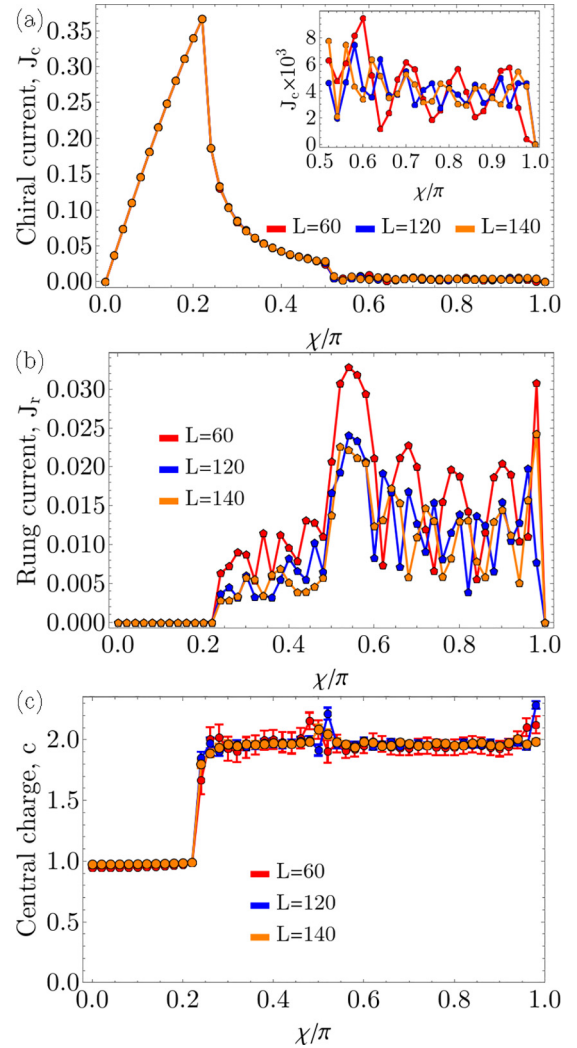 (a)
Chiral current, J_c
0.35
0.30
0.25
0.20
0.15
0.10
0.05
0.00
0.0 0.2 0.4 0.6 0.8 1.0
χ/π
J_c×10^3
8
6
4
2
0
0.5 0.6 0.7 0.8 0.9 1.0
χ/π
L=60 L=120 L=140
(b)
Rung current, J_r
0.030
0.025
0.020
0.015
0.010
0.005
0.000
0.0 0.2 0.4 0.6 0.8 1.0
χ/π
L=60
L=120
L=140
(c)
Central charge, c
2.0
1.5
1.0
0.5
0.0
0.0 0.2 0.4 0.6 0.8 1.0
χ/π
L=60
L=120
L=140